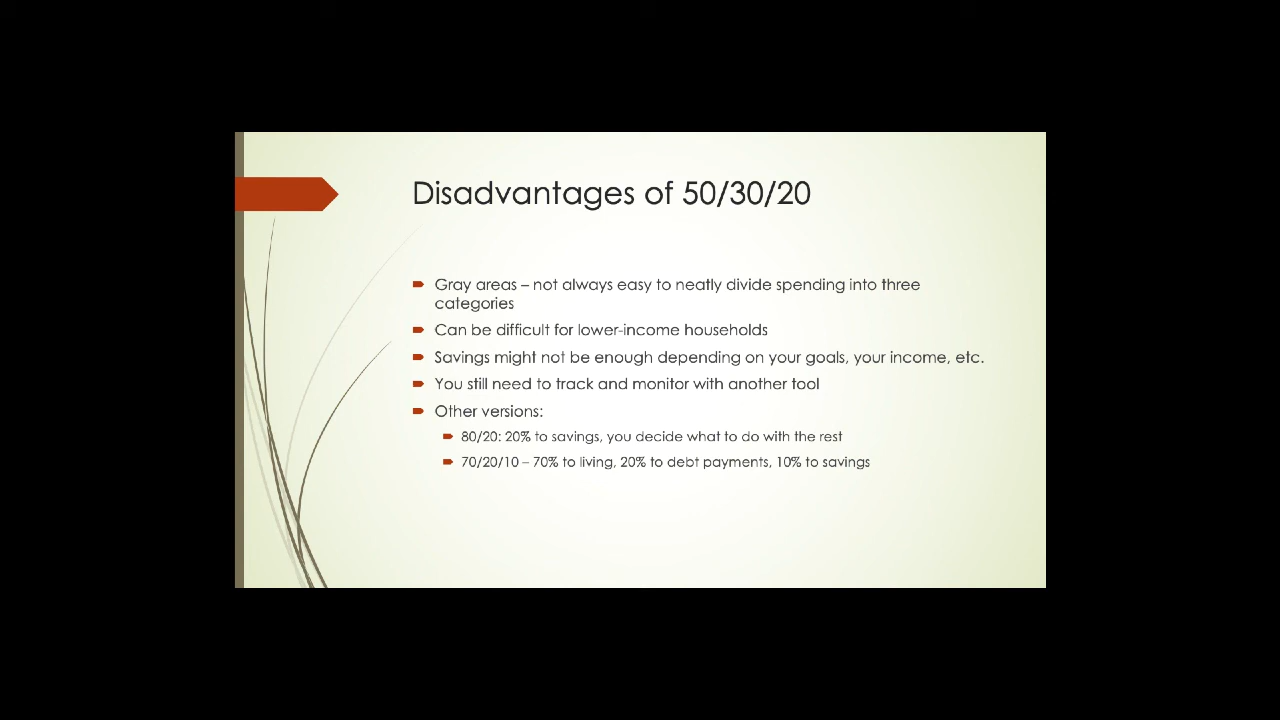 Disadvantages of 50/30/20
Gray areas – not always easy to neatly divide spending into three
categories
Can be difficult for lower-income households
Savings might not be enough depending on your goals, your income, etc.
You still need to track and monitor with another tool
Other versions:
80/20: 20% to savings, you decide what to do with the rest
70/20/10 – 70% to living, 20% to debt payments, 10% to savings